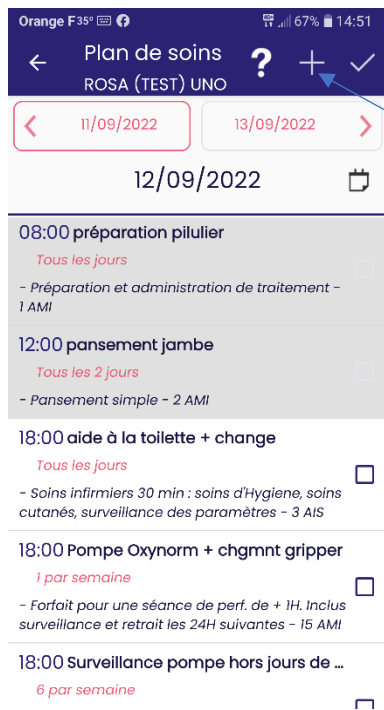 Orange F 35° 67% 14:51
Plan de soins ?
ROSA (TEST) UNO
11/09/2022 13/09/2022
12/09/2022
08:00 préparation pilulier
Tous les jours
- Préparation et administration de traitement -
1 AMI
12:00 pansement jambe
Tous les 2 jours
- Pansement simple - 2 AMI
18:00 aide à la toilette + change
Tous les jours
- Soins infirmiers 30 min : soins d'Hygiene, soins
cutanés, surveillance des paramètres - 3 AIS
18:00 Pompe Oxynorm + chgmnt gripper
1 par semaine
- Forfait pour une séance de perf. de + 1H. Inclus
surveillance et retrait les 24H suivantes - 15 AMI
18:00 Surveillance pompe hors jours de ...
6 par semaine